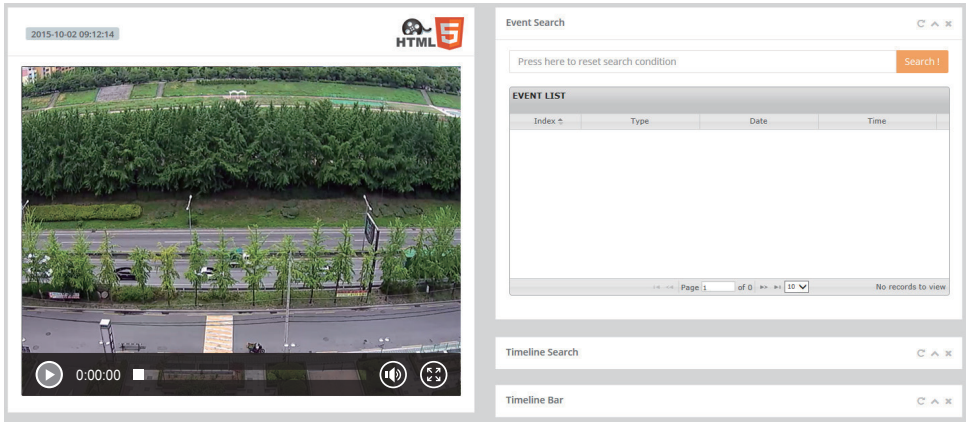 2015-10-02 09:12:14
HTML 5
0:00:00
Event Search
Press here to reset search condition
Search !
EVENT LIST
Index Type Date Time
Page 1 of 0 10 No records to view
Timeline Search
Timeline Bar